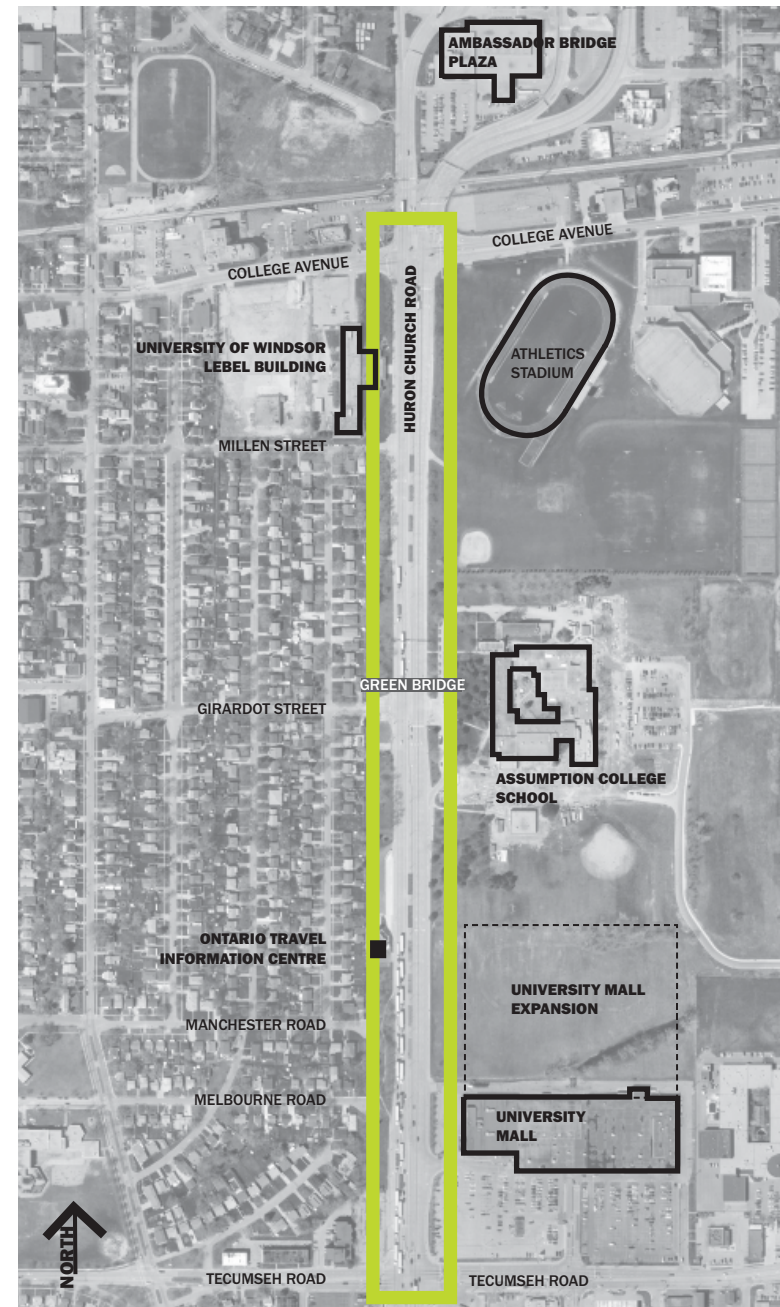 AMBASSADOR BRIDGE
PLAZA
COLLEGE AVENUE
COLLEGE AVENUE
HURON CHURCH ROAD
UNIVERSITY OF WINDSOR
LEBEL BUILDING
ATHLETICS
STADIUM
MILLEN STREET
GREEN BRIDGE
GIRARDOT STREET
ASSUMPTION COLLEGE
SCHOOL
ONTARIO TRAVEL
INFORMATION CENTRE
UNIVERSITY MALL
EXPANSION
MANCHESTER ROAD
MELBOURNE ROAD
UNIVERSITY
MALL
NORTH
TECUMSEH ROAD
TECUMSEH ROAD